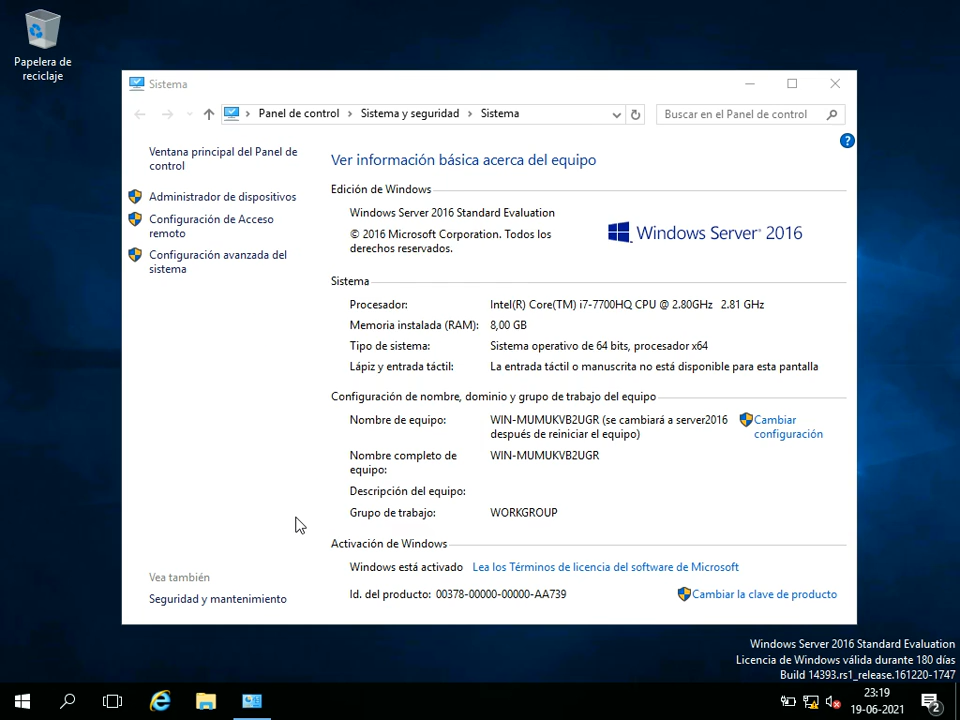 Papelera de
reciclaje
Sistema
Panel de control
Sistema y seguridad
Sistema
Buscar en el Panel de control
?
Ventana principal del Panel de
control
Administrador de dispositivos
Configuración de Acceso
remoto
Configuración avanzada del
sistema
Vea también
Seguridad y mantenimiento
Ver información básica acerca del equipo
Edición de Windows
Windows Server 2016 Standard Evaluation
© 2016 Microsoft Corporation. Todos los
derechos reservados.
Windows Server® 2016
Sistema
Procesador: Intel(R) Core(TM) i7-7700HQ CPU @ 2.80GHz 2.81 GHz
Memoria instalada (RAM): 8,00 GB
Tipo de sistema: Sistema operativo de 64 bits, procesador x64
Lápiz y entrada táctil: La entrada táctil o manuscrita no está disponible para esta pantalla
Configuración de nombre, dominio y grupo de trabajo del equipo
Nombre de equipo: WIN-MUMUKVB2UGR (se cambiará a server2016
después de reiniciar el equipo)
Cambiar
configuración
Nombre completo de
equipo: WIN-MUMUKVB2UGR
Descripción del equipo:
Grupo de trabajo: WORKGROUP
Activación de Windows
Windows está activado Lea los Términos de licencia del software de Microsoft
Id. del producto: 00378-00000-00000-AA739
Cambiar la clave de producto
Windows Server 2016 Standard Evaluation
Licencia de Windows válida durante 180 días
Build 14393.rs1_release.161220-1747
23:19
19-06-2021
2